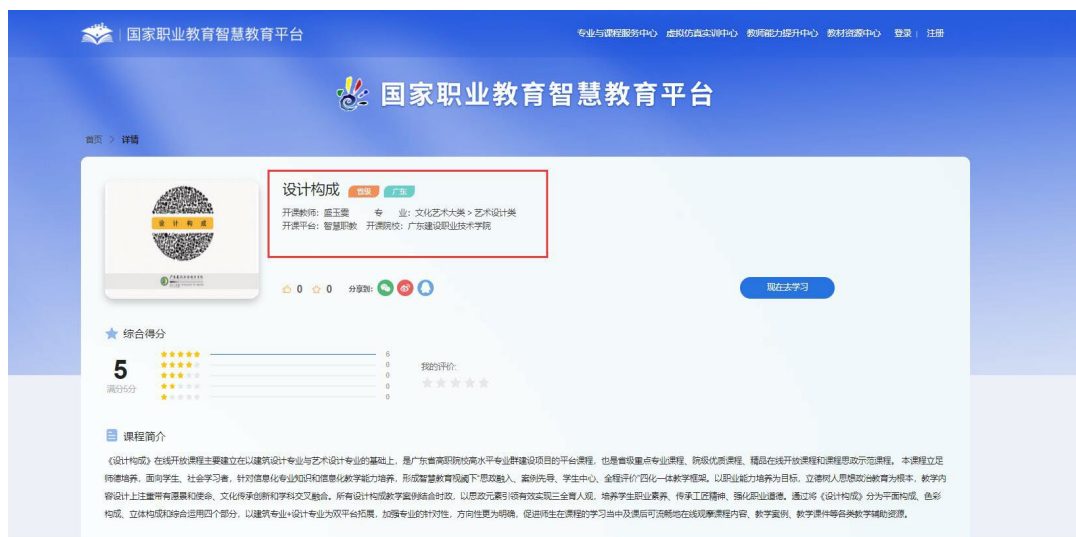 国家职业教育智慧教育平台
专业与课程服务中心 虚拟仿真实训中心 教师能力提升中心 教材资源中心 登录 | 注册
国家职业教育智慧教育平台
首页 > 详情
设计构成 省级 广东
开课教师: 盛玉雯 专 业: 文化艺术大类 > 艺术设计类
开课平台: 智慧职教 开课院校: 广东建设职业技术学院
设计构成
0 0 分享到:
现在去学习
综合得分
5
满分5分
6
0
0
0
0
我的评价:
课程简介
《设计构成》在线开放课程主要建立在以建筑设计专业与艺术设计专业的基础上，是广东省高职院校高水平专业群建设项目的平台课程，也是省级重点专业课程、院级优质课程、精品在线开放课程和课程思政示范课程。 本课程立足
师德培养，面向学生、社会学习者，针对信息化专业知识和信息化教学能力培养，形成智慧教育视阈下“思政融入、案例先导、学生中心、全程评价”四化一体教学框架。以职业能力培养为目标，立德树人思想政治教育为根本，教学内
容设计上注重带有愿景和使命、文化传承创新和学科交叉融合。所有设计构成教学案例结合时政，以思政元素引领有效实现三全育人观，培养学生职业素养、传承工匠精神、强化职业道德。通过将《设计构成》分为平面构成、色彩
构成、立体构成和综合运用四个部分，以建筑专业+设计专业为双平台拓展，加强专业的针对性，方向性更为明确，促进师生在课程的学习当中及课后可流畅地在线观摩课程内容、教学案例、教学课件等各类教学辅助资源。